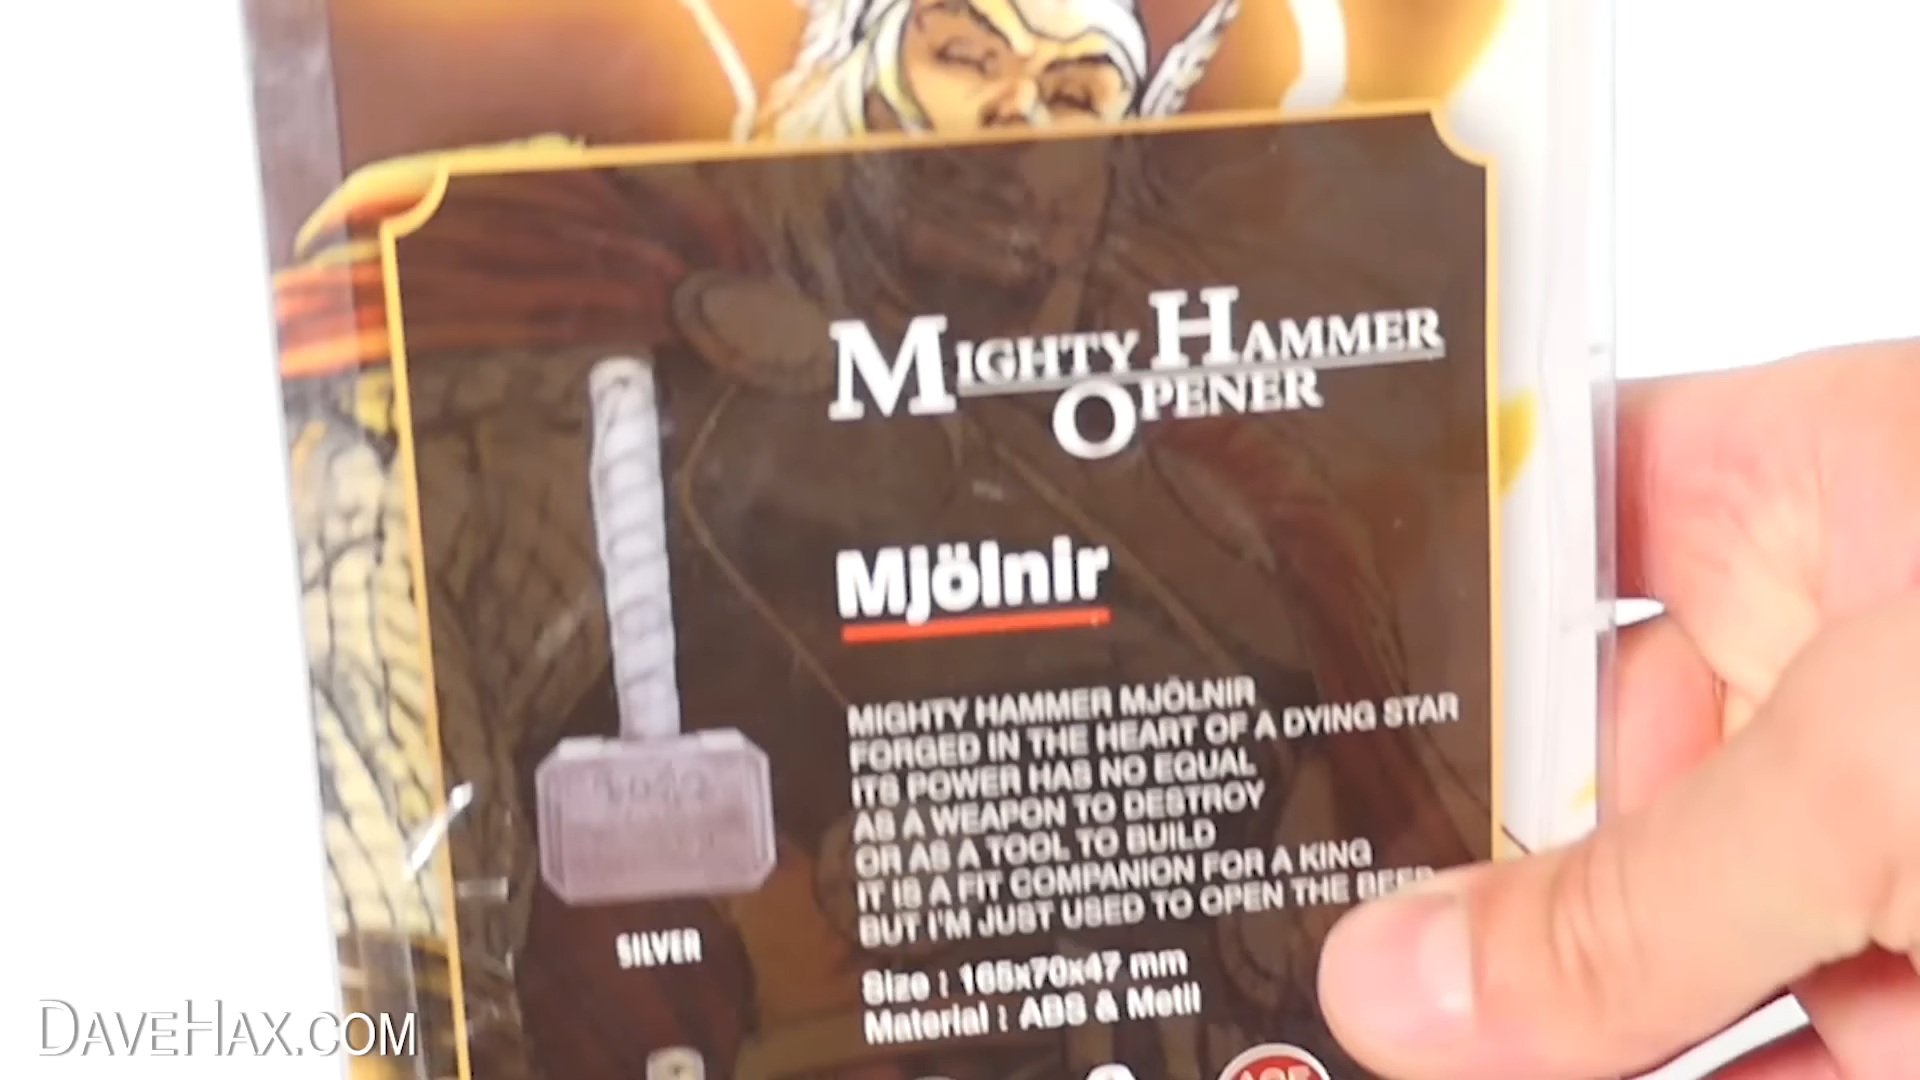 MIGHTY HAMMER
OPENER
Mjölnir
MIGHTY HAMMER MJÖLNIR
FORGED IN THE HEART OF A DYING STAR
ITS POWER HAS NO EQUAL
AS A WEAPON TO DESTROY
OR AS A TOOL TO BUILD
IT IS A FIT COMPANION FOR A KING
BUT I'M JUST USED TO OPEN THE BEER
SILVER
Size : 165x70x47 mm
Material : ABS & Metil
DAVEHAX.COM